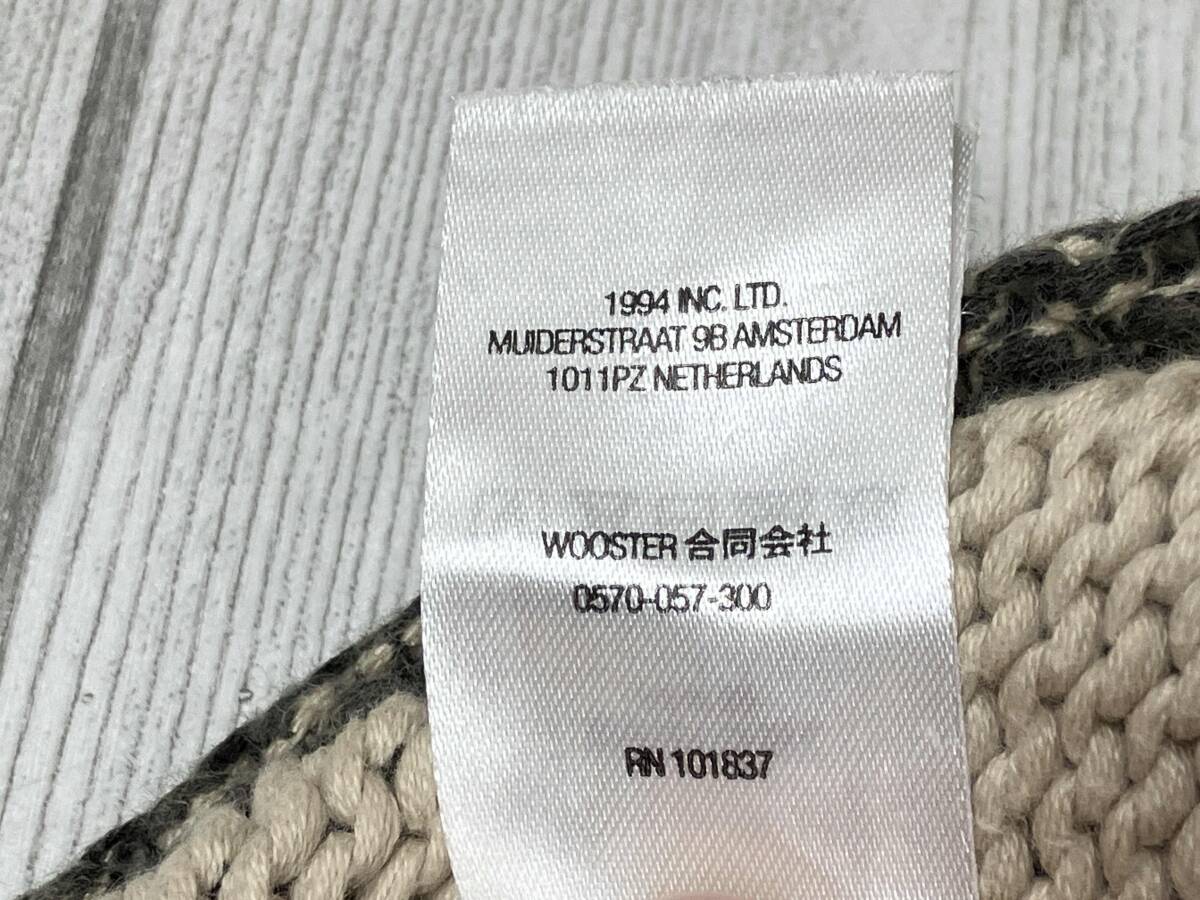 1994 INC. LTD.
MUIDERSTRAAT 9B AMSTERDAM
1011PZ NETHERLANDS
WOOSTER 合同会社
0570-057-300
RN 101837